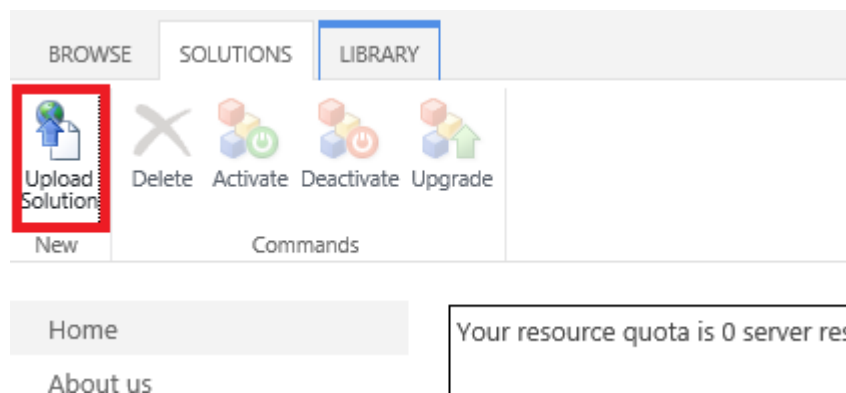 BROWSE SOLUTIONS LIBRARY
Upload Delete Activate Deactivate Upgrade
Solution
New Commands
Home Your resource quota is 0 server
About us